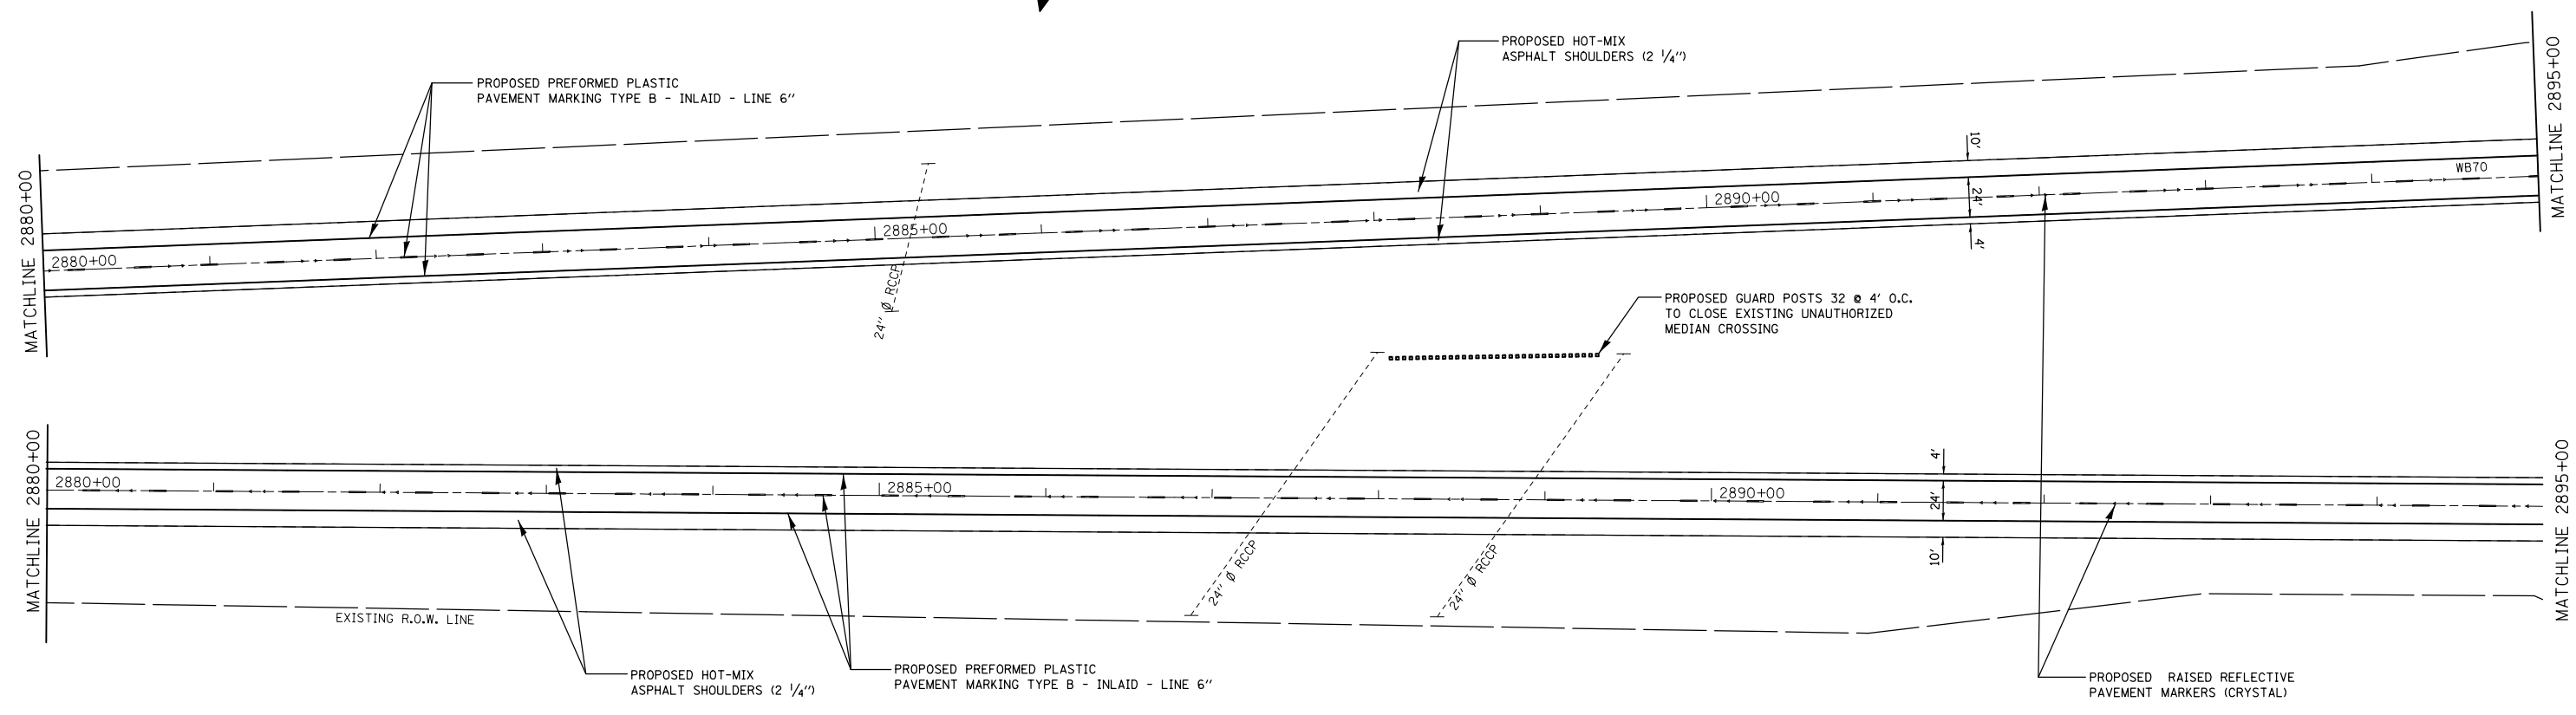 PROPOSED HOT-MIX
ASPHALT SHOULDERS (2 1/4")
PROPOSED PREFORMED PLASTIC
PAVEMENT MARKING TYPE B - INLAID - LINE 6"
MATCHLINE 2880+00
MATCHLINE 2895+00
10'
24'
4'
WB70
2880+00
2885+00
2890+00
24" Ø RCCP
PROPOSED GUARD POSTS 32 @ 4' O.C.
TO CLOSE EXISTING UNAUTHORIZED
MEDIAN CROSSING
MATCHLINE 2880+00
MATCHLINE 2895+00
4'
24'
10'
2880+00
2885+00
2890+00
24" Ø RCCP
24" Ø RCCP
EXISTING R.O.W. LINE
PROPOSED HOT-MIX
ASPHALT SHOULDERS (2 1/4")
PROPOSED PREFORMED PLASTIC
PAVEMENT MARKING TYPE B - INLAID - LINE 6"
PROPOSED RAISED REFLECTIVE
PAVEMENT MARKERS (CRYSTAL)